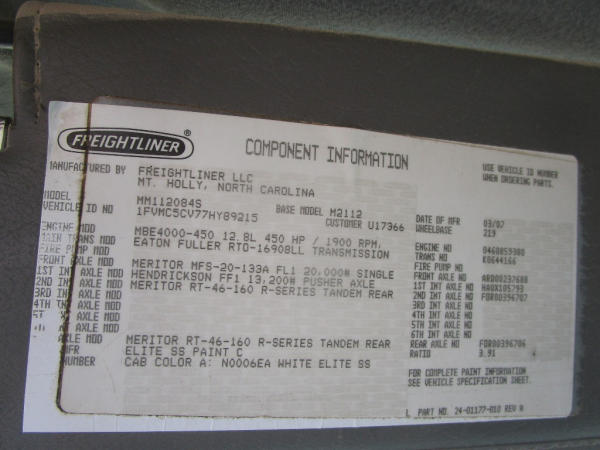 FREIGHTLINER
COMPONENT INFORMATION
USE VEHICLE ID NUMBER
WHEN ORDERING PARTS.
MANUFACTURED BY FREIGHTLINER LLC
MT. HOLLY, NORTH CAROLINA
MODEL MM112084S
VEHICLE ID NO 1FVMC5CV77HY89215 BASE MODEL M2112
CUSTOMER U17366
DATE OF MFR 03/07
WHEELBASE 219
ENGINE MOD MBE4000-450 12.8L 450 HP / 1900 RPM,
MAIN TRANS MOD EATON FULLER RTO-16908LL TRANSMISSION
FIRE PUMP MOD
FRONT AXLE MOD MERITOR MFS-20-133A FL1 20,000# SINGLE
1ST INT AXLE MOD HENDRICKSON FF1 13,200# PUSHER AXLE
2ND INT AXLE MOD MERITOR RT-46-160 R-SERIES TANDEM REAR
3RD INT AXLE MOD
4TH INT AXLE MOD
5T AXLE MOD
AXLE MOD
AXLE MOD MERITOR RT-46-160 R-SERIES TANDEM REAR
MFR ELITE SS PAINT C
NUMBER CAB COLOR A: N0006EA WHITE ELITE SS
ENGINE NO 0460859380
TRANS NO K0644166
FIRE PUMP NO
FRONT AXLE NO ARD00237688
1ST INT AXLE NO HAUX105793
2ND INT AXLE NO FDR00396707
3RD INT AXLE NO
4TH INT AXLE NO
5TH INT AXLE NO
6TH INT AXLE NO
REAR AXLE NO FDR00396706
RATIO 3.91
FOR COMPLETE PAINT INFORMATION
SEE VEHICLE SPECIFICATION SHEET.
PART NO. 24-01177-010 REV